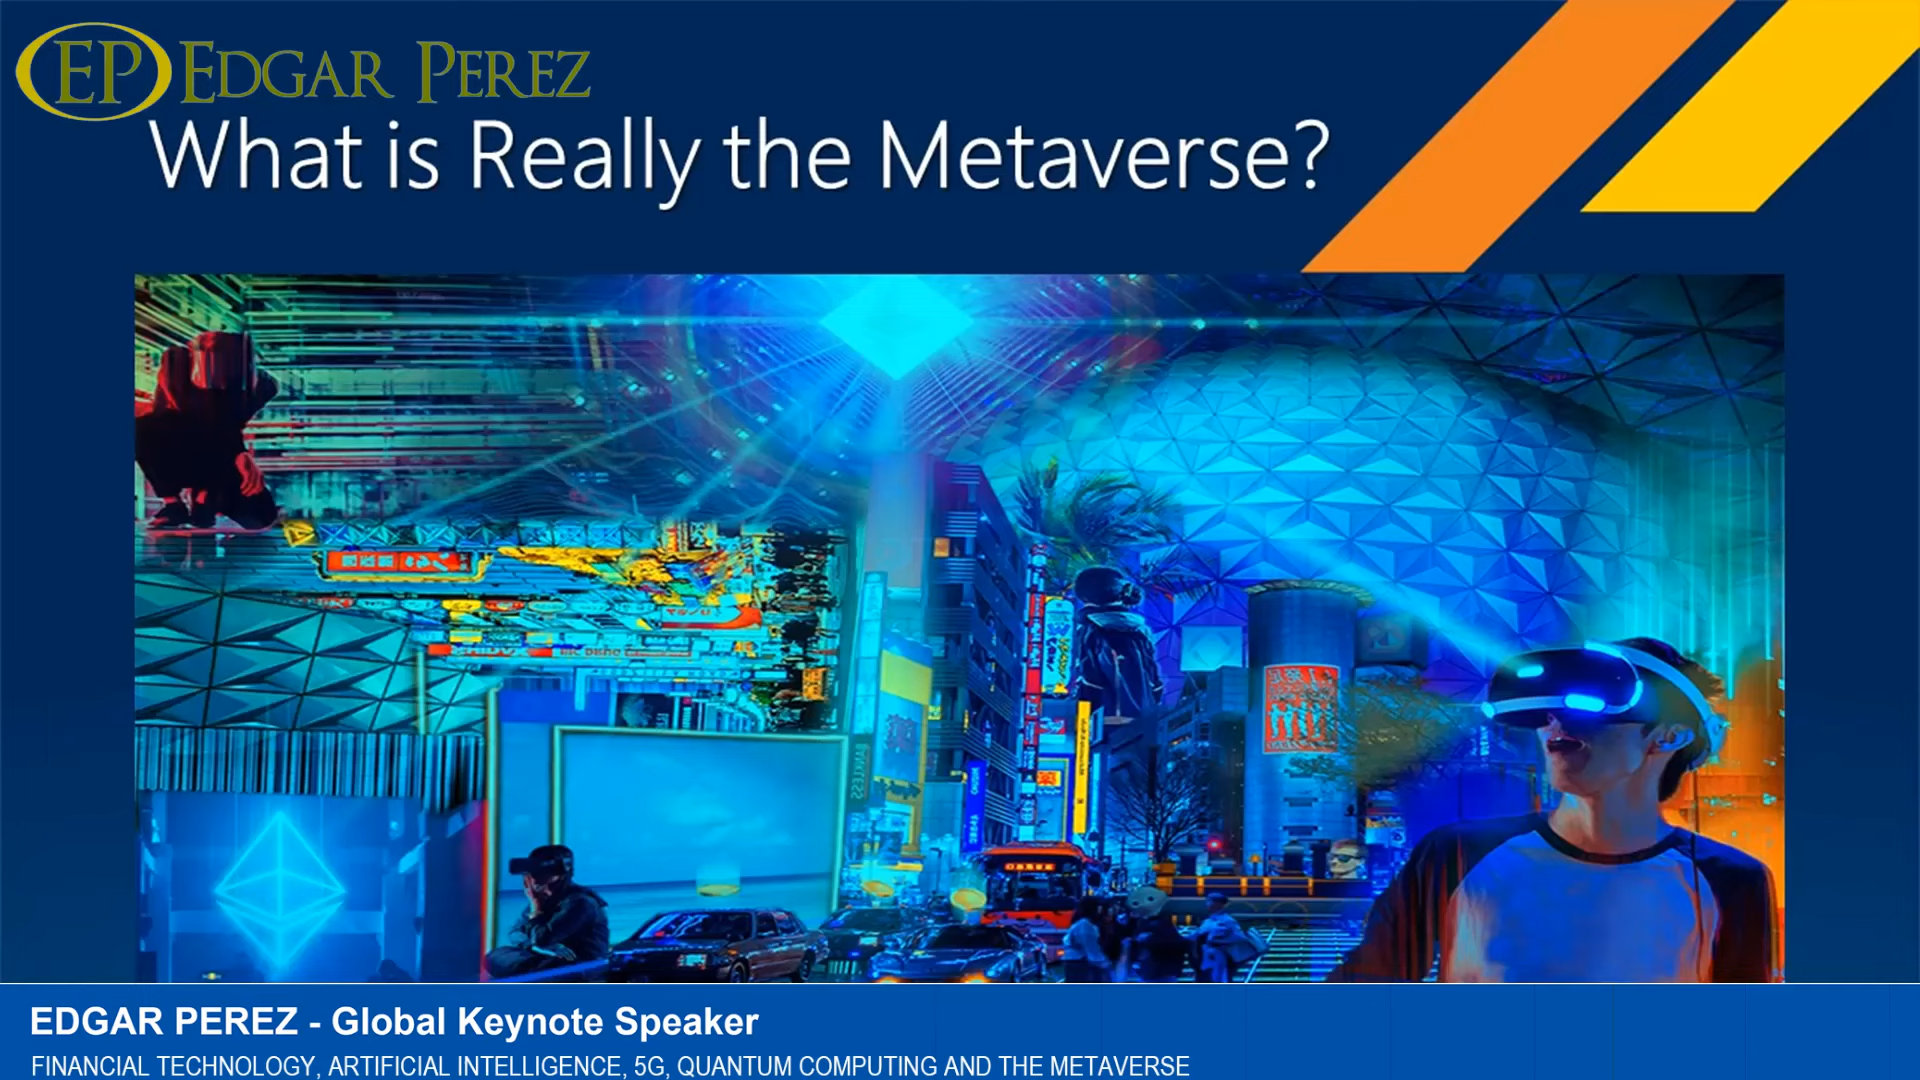 EP EDGAR PEREZ
What is Really the Metaverse?
EDGAR PEREZ - Global Keynote Speaker
FINANCIAL TECHNOLOGY, ARTIFICIAL INTELLIGENCE, 5G, QUANTUM COMPUTING AND THE METAVERSE